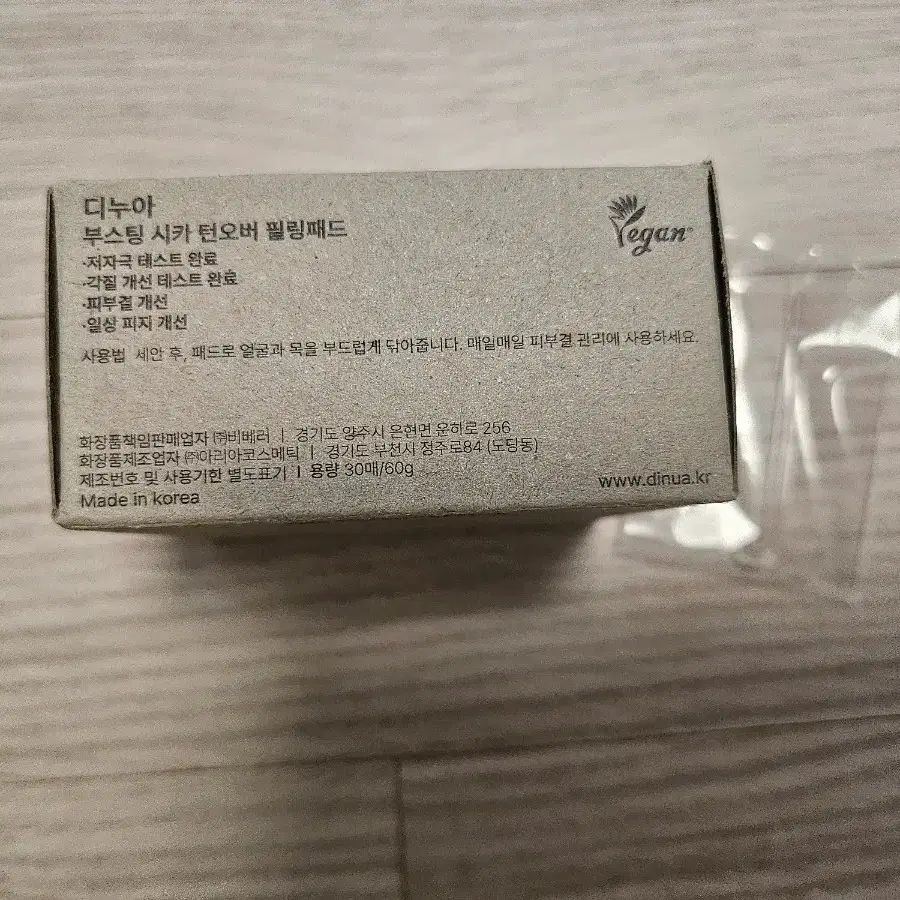 디누아
부스팅 시카 턴오버 필링패드
Vegan
·저자극 테스트 완료
·각질 개선 테스트 완료
·피부결 개선
·일상 피지 개선
사용법 세안 후, 패드로 얼굴과 목을 부드럽게 닦아줍니다. 매일매일 피부결 관리에 사용하세요.
화장품책임판매업자 ㈜비베러 | 경기도 양주시 은현면 운하로 256
화장품제조업자 ㈜아리아코스메틱 | 경기도 부천시 정주로84 (도당동)
제조번호 및 사용기한 별도표기 | 용량 30매/60g
Made in korea
www.dinua.kr